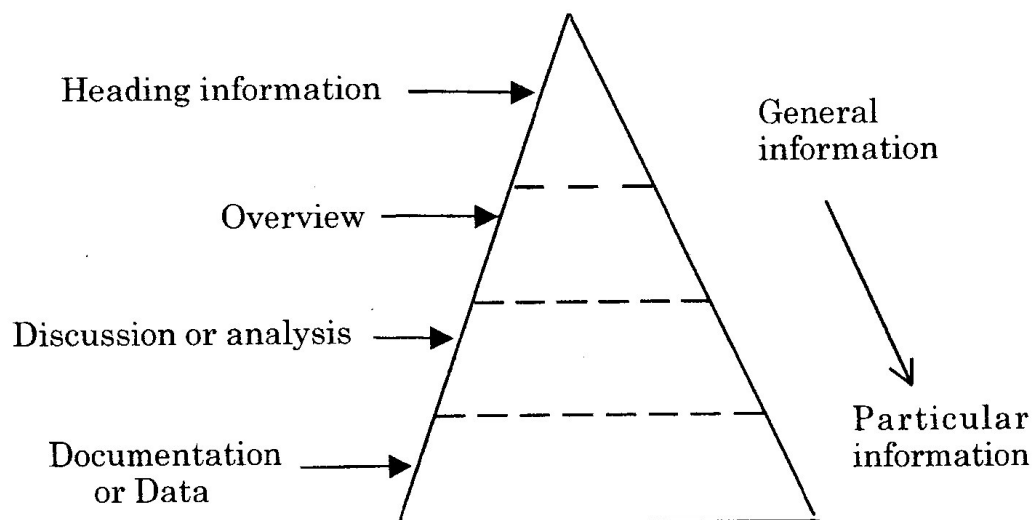 Heading information
General
information
Overview
Discussion or analysis
Particular
information
Documentation
or Data